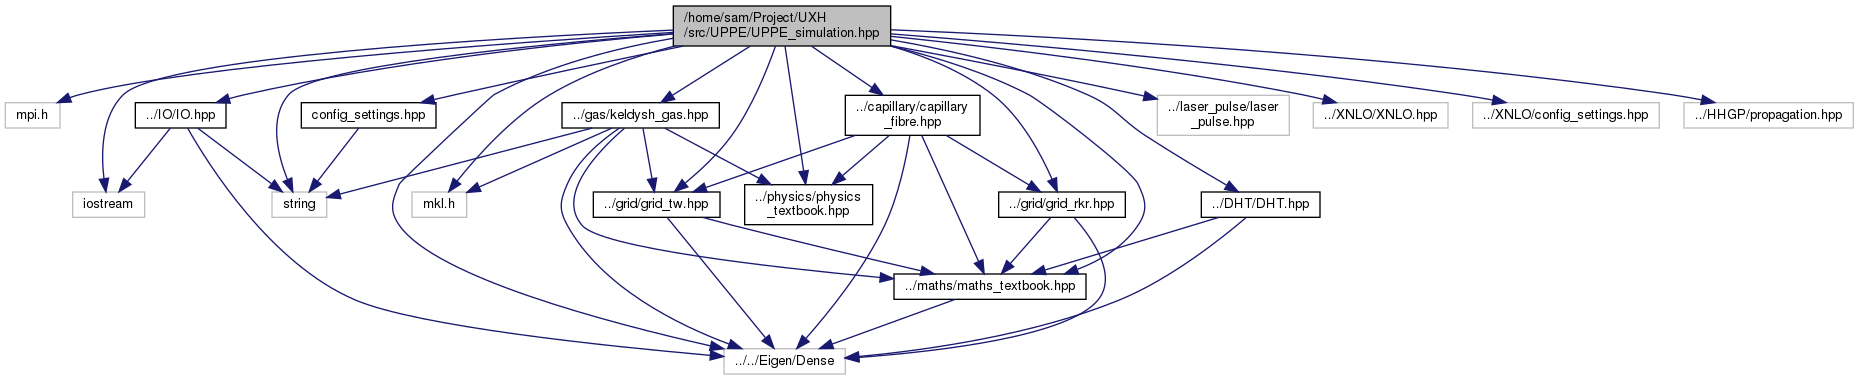 /home/sam/Project/UXH
/src/UPPE/UPPE_simulation.hpp
mpi.h
../IO/IO.hpp
config_settings.hpp
../gas/keldysh_gas.hpp
../capillary/capillary
_fibre.hpp
../laser_pulse/laser
_pulse.hpp
../XNLO/XNLO.hpp
../XNLO/config_settings.hpp
../HHGP/propagation.hpp
iostream
string
mkl.h
../grid/grid_tw.hpp
../physics/physics
_textbook.hpp
../grid/grid_rkr.hpp
../DHT/DHT.hpp
../maths/maths_textbook.hpp
../../Eigen/Dense